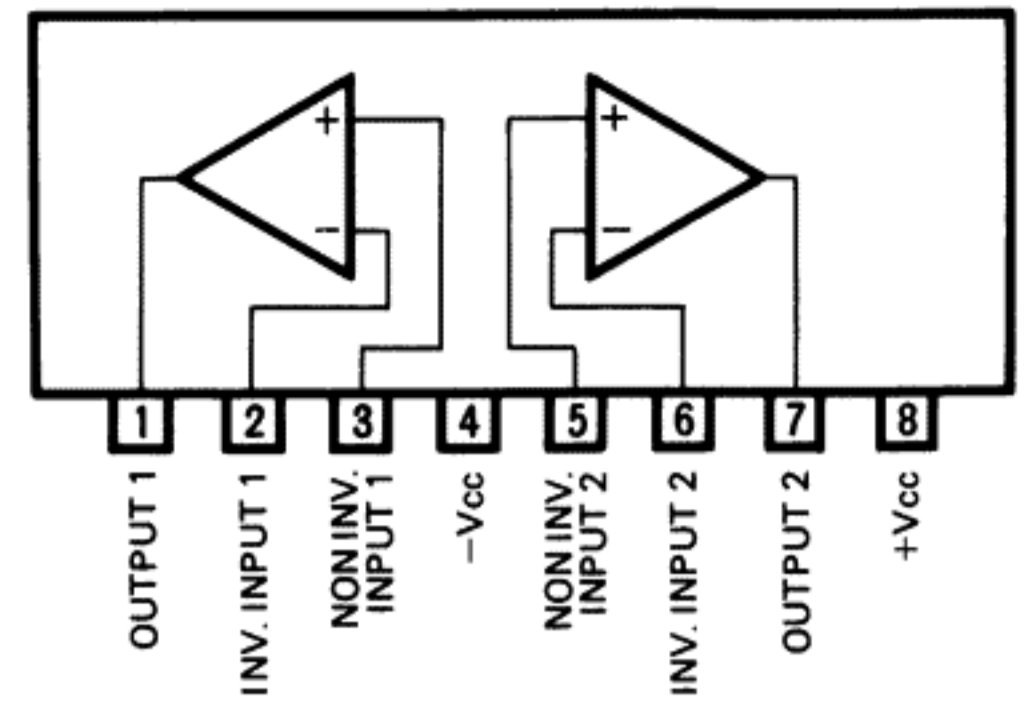 +
+
−
−
1
2
3
4
5
6
7
8
OUTPUT 1
INV. INPUT 1
NON INV.
INPUT 1
−Vcc
NON INV.
INPUT 2
INV. INPUT 2
OUTPUT 2
+Vcc